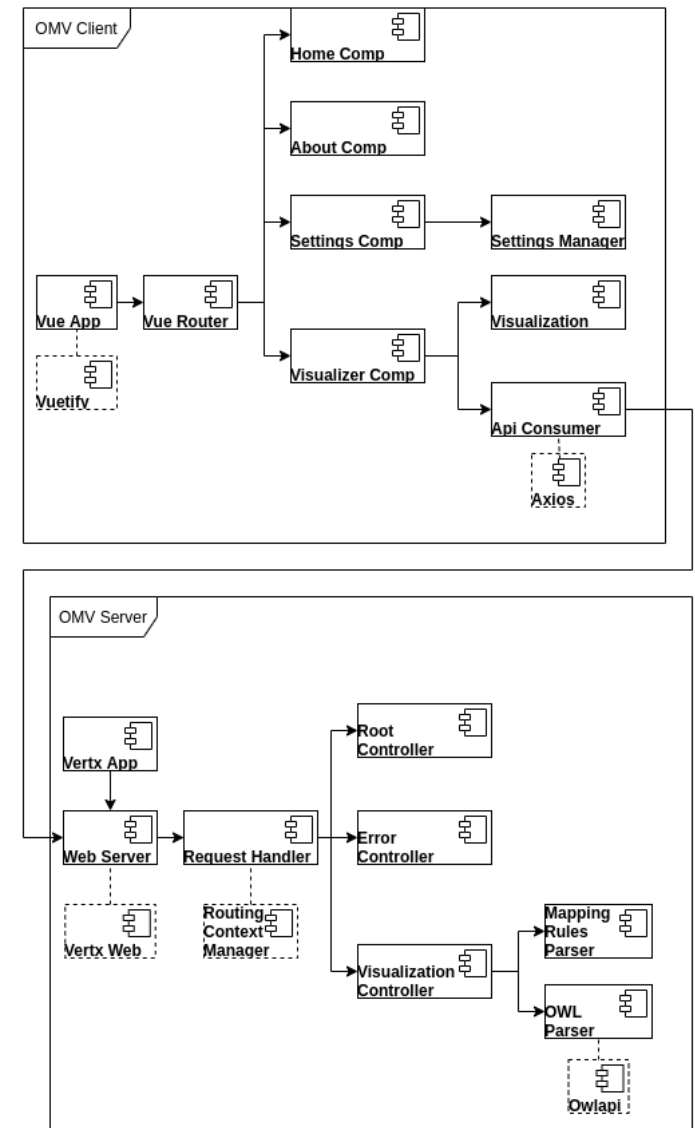 OMV Client
Home Comp
About Comp
Settings Comp
Settings Manager
Vue App
Vue Router
Visualization
Vuetify
Visualizer Comp
Api Consumer
Axios
OMV Server
Root
Controller
Vertx App
Web Server
Request Handler
Error
Controller
Vertx Web
Routing
Context
Manager
Mapping
Rules
Parser
Visualization
Controller
OWL
Parser
Owlapi